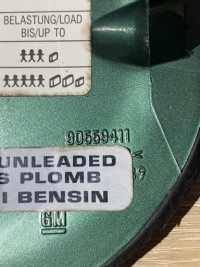 BELASTUNG/LOAD
BIS/UP TO
90559411
UNLEADED
S PLOMB
I BENSIN
GM